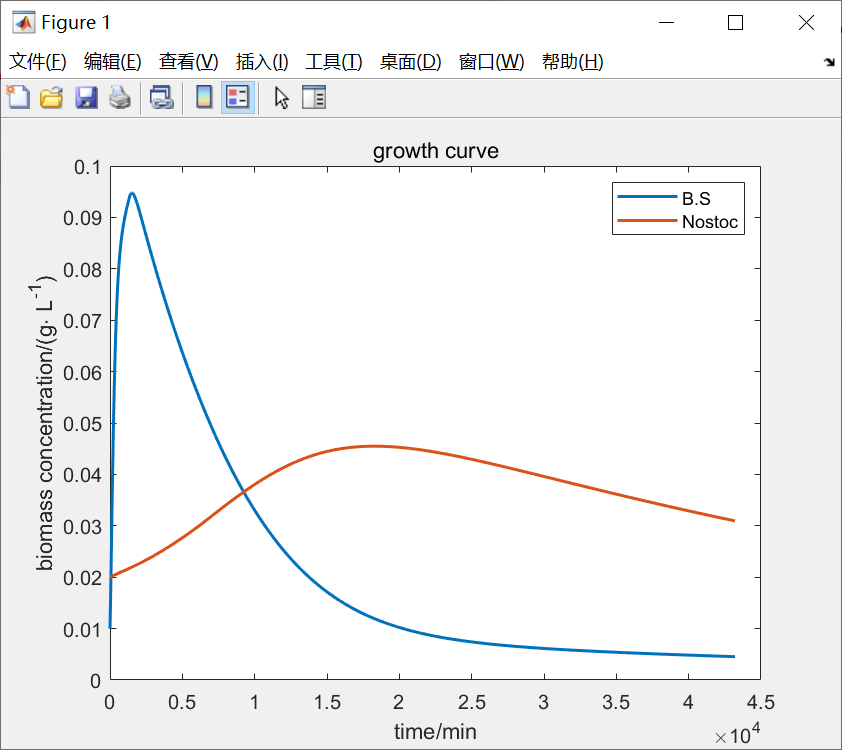 Figure 1
文件(F) 编辑(E) 查看(V) 插入(I) 工具(T) 桌面(D) 窗口(W) 帮助(H)
growth curve
B.S
Nostoc
biomass concentration/(g· L⁻¹)
0.1
0.09
0.08
0.07
0.06
0.05
0.04
0.03
0.02
0.01
0
0 0.5 1 1.5 2 2.5 3 3.5 4 4.5
time/min
×10⁴